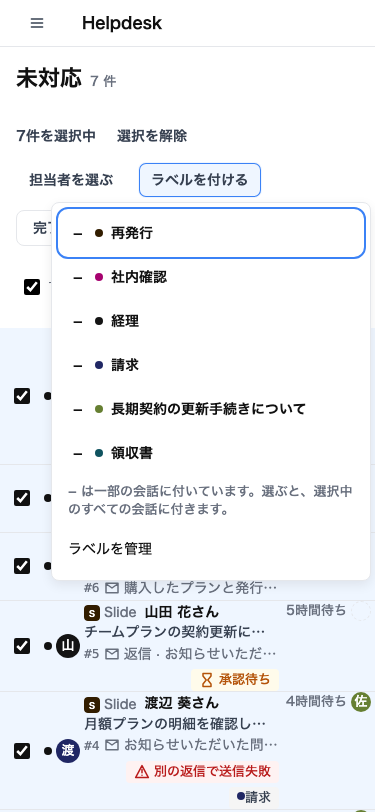 Helpdesk
未対応 7 件
7件を選択中 選択を解除
担当者を選ぶ ラベルを付ける
– 再発行
– 社内確認
– 経理
– 請求
– 長期契約の更新手続きについて
– 領収書
– は一部の会話に付いています。選ぶと、選択中
のすべての会話に付きます。
ラベルを管理
#6 購入したプランと発行…
山 s Slide 山田 花さん 5時間待ち
チームプランの契約更新に…
#5 返信 · お知らせいただ…
承認待ち
渡 s Slide 渡辺 葵さん 4時間待ち 佐
月額プランの明細を確認し…
#4 お知らせいただいた問…
別の返信で送信失敗
請求